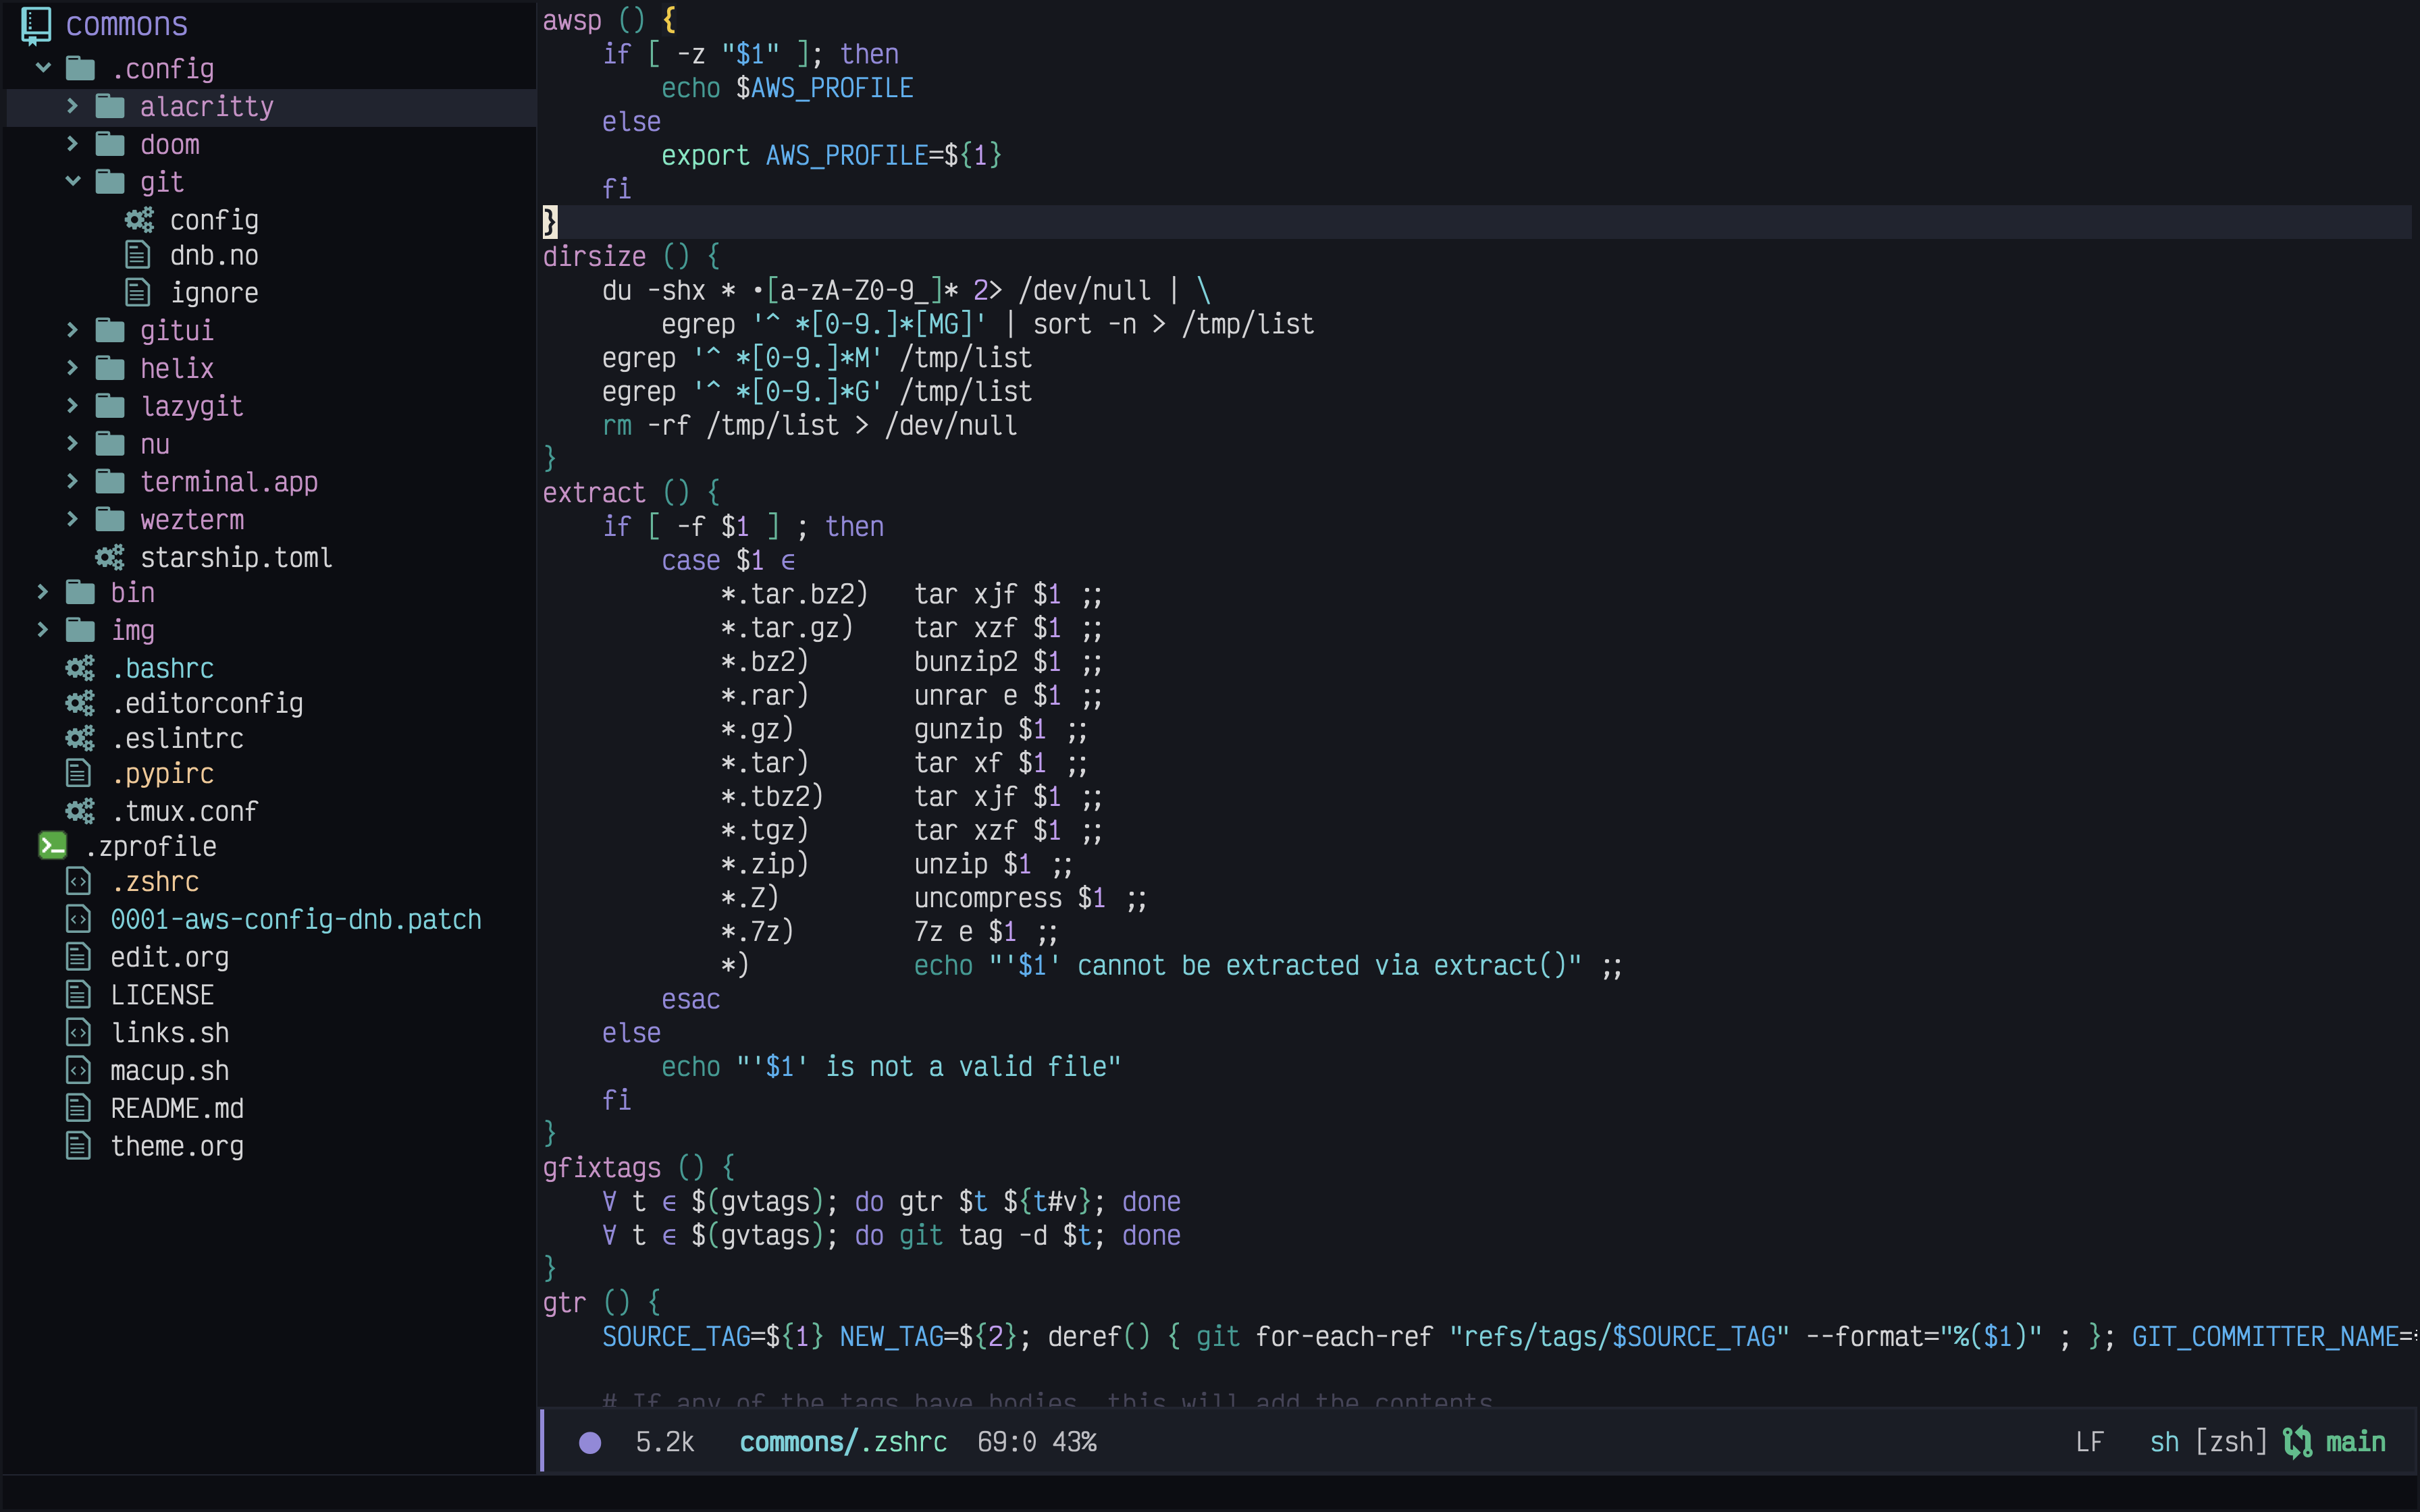 commons
.config
alacritty
doom
git
config
dnb.no
ignore
gitui
helix
lazygit
nu
terminal.app
wezterm
starship.toml
bin
img
.bashrc
.editorconfig
.eslintrc
.pypirc
.tmux.conf
.zprofile
.zshrc
0001-aws-config-dnb.patch
edit.org
LICENSE
links.sh
macup.sh
README.md
theme.org
awsp () {
    if [ -z "$1" ]; then
        echo $AWS_PROFILE
    else
        export AWS_PROFILE=${1}
    fi
}
dirsize () {
    du -shx * •[a-zA-Z0-9_]* 2> /dev/null | \
        egrep '^ *[0-9.]*[MG]' | sort -n > /tmp/list
    egrep '^ *[0-9.]*M' /tmp/list
    egrep '^ *[0-9.]*G' /tmp/list
    rm -rf /tmp/list > /dev/null
}
extract () {
    if [ -f $1 ] ; then
        case $1 ∈
            *.tar.bz2)   tar xjf $1 ;;
            *.tar.gz)    tar xzf $1 ;;
            *.bz2)       bunzip2 $1 ;;
            *.rar)       unrar e $1 ;;
            *.gz)        gunzip $1 ;;
            *.tar)       tar xf $1 ;;
            *.tbz2)      tar xjf $1 ;;
            *.tgz)       tar xzf $1 ;;
            *.zip)       unzip $1 ;;
            *.Z)         uncompress $1 ;;
            *.7z)        7z e $1 ;;
            *)           echo "'$1' cannot be extracted via extract()" ;;
        esac
    else
        echo "'$1' is not a valid file"
    fi
}
gfixtags () {
    ∀ t ∈ $(gvtags); do gtr $t ${t#v}; done
    ∀ t ∈ $(gvtags); do git tag -d $t; done
}
gtr () {
    SOURCE_TAG=${1} NEW_TAG=${2}; deref() { git for-each-ref "refs/tags/$SOURCE_TAG" --format="%($1)" ; }; GIT_COMMITTER_NAME=
    # If any of the tags have bodies, this will add the contents
5.2k commons/.zshrc 69:0 43% LF sh [zsh] main